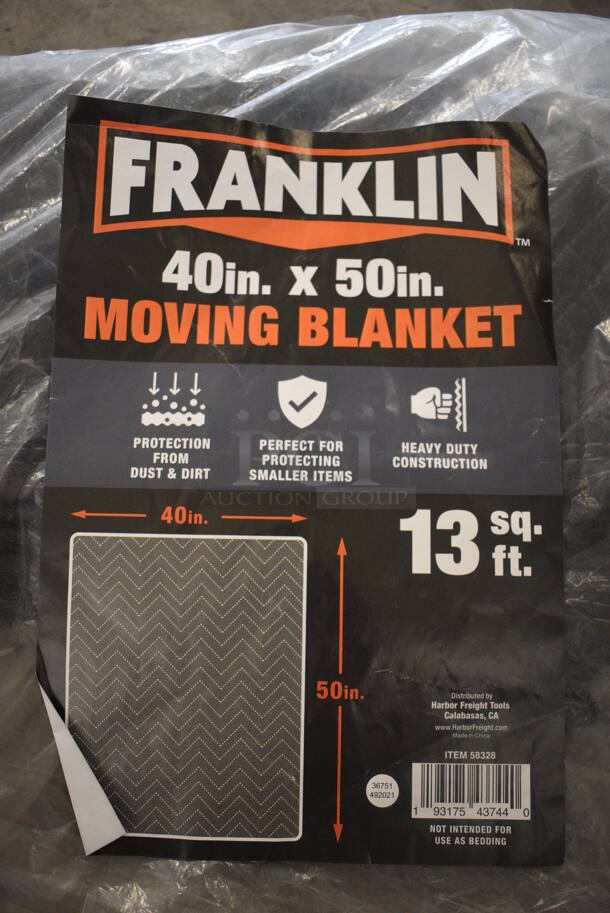 FRANKLIN
TM
40in. x 50in.
MOVING BLANKET
PROTECTION
FROM
DUST & DIRT
PERFECT FOR
PROTECTING
SMALLER ITEMS
HEAVY DUTY
CONSTRUCTION
AUCTION GROUP
40in.
13 sq. ft.
50in.
Distributed by
Harbor Freight Tools
Calabasas, CA
www.HarborFreight.com
Made in China
ITEM 58328
36751
492021
1 93175 43744 0
NOT INTENDED FOR
USE AS BEDDING